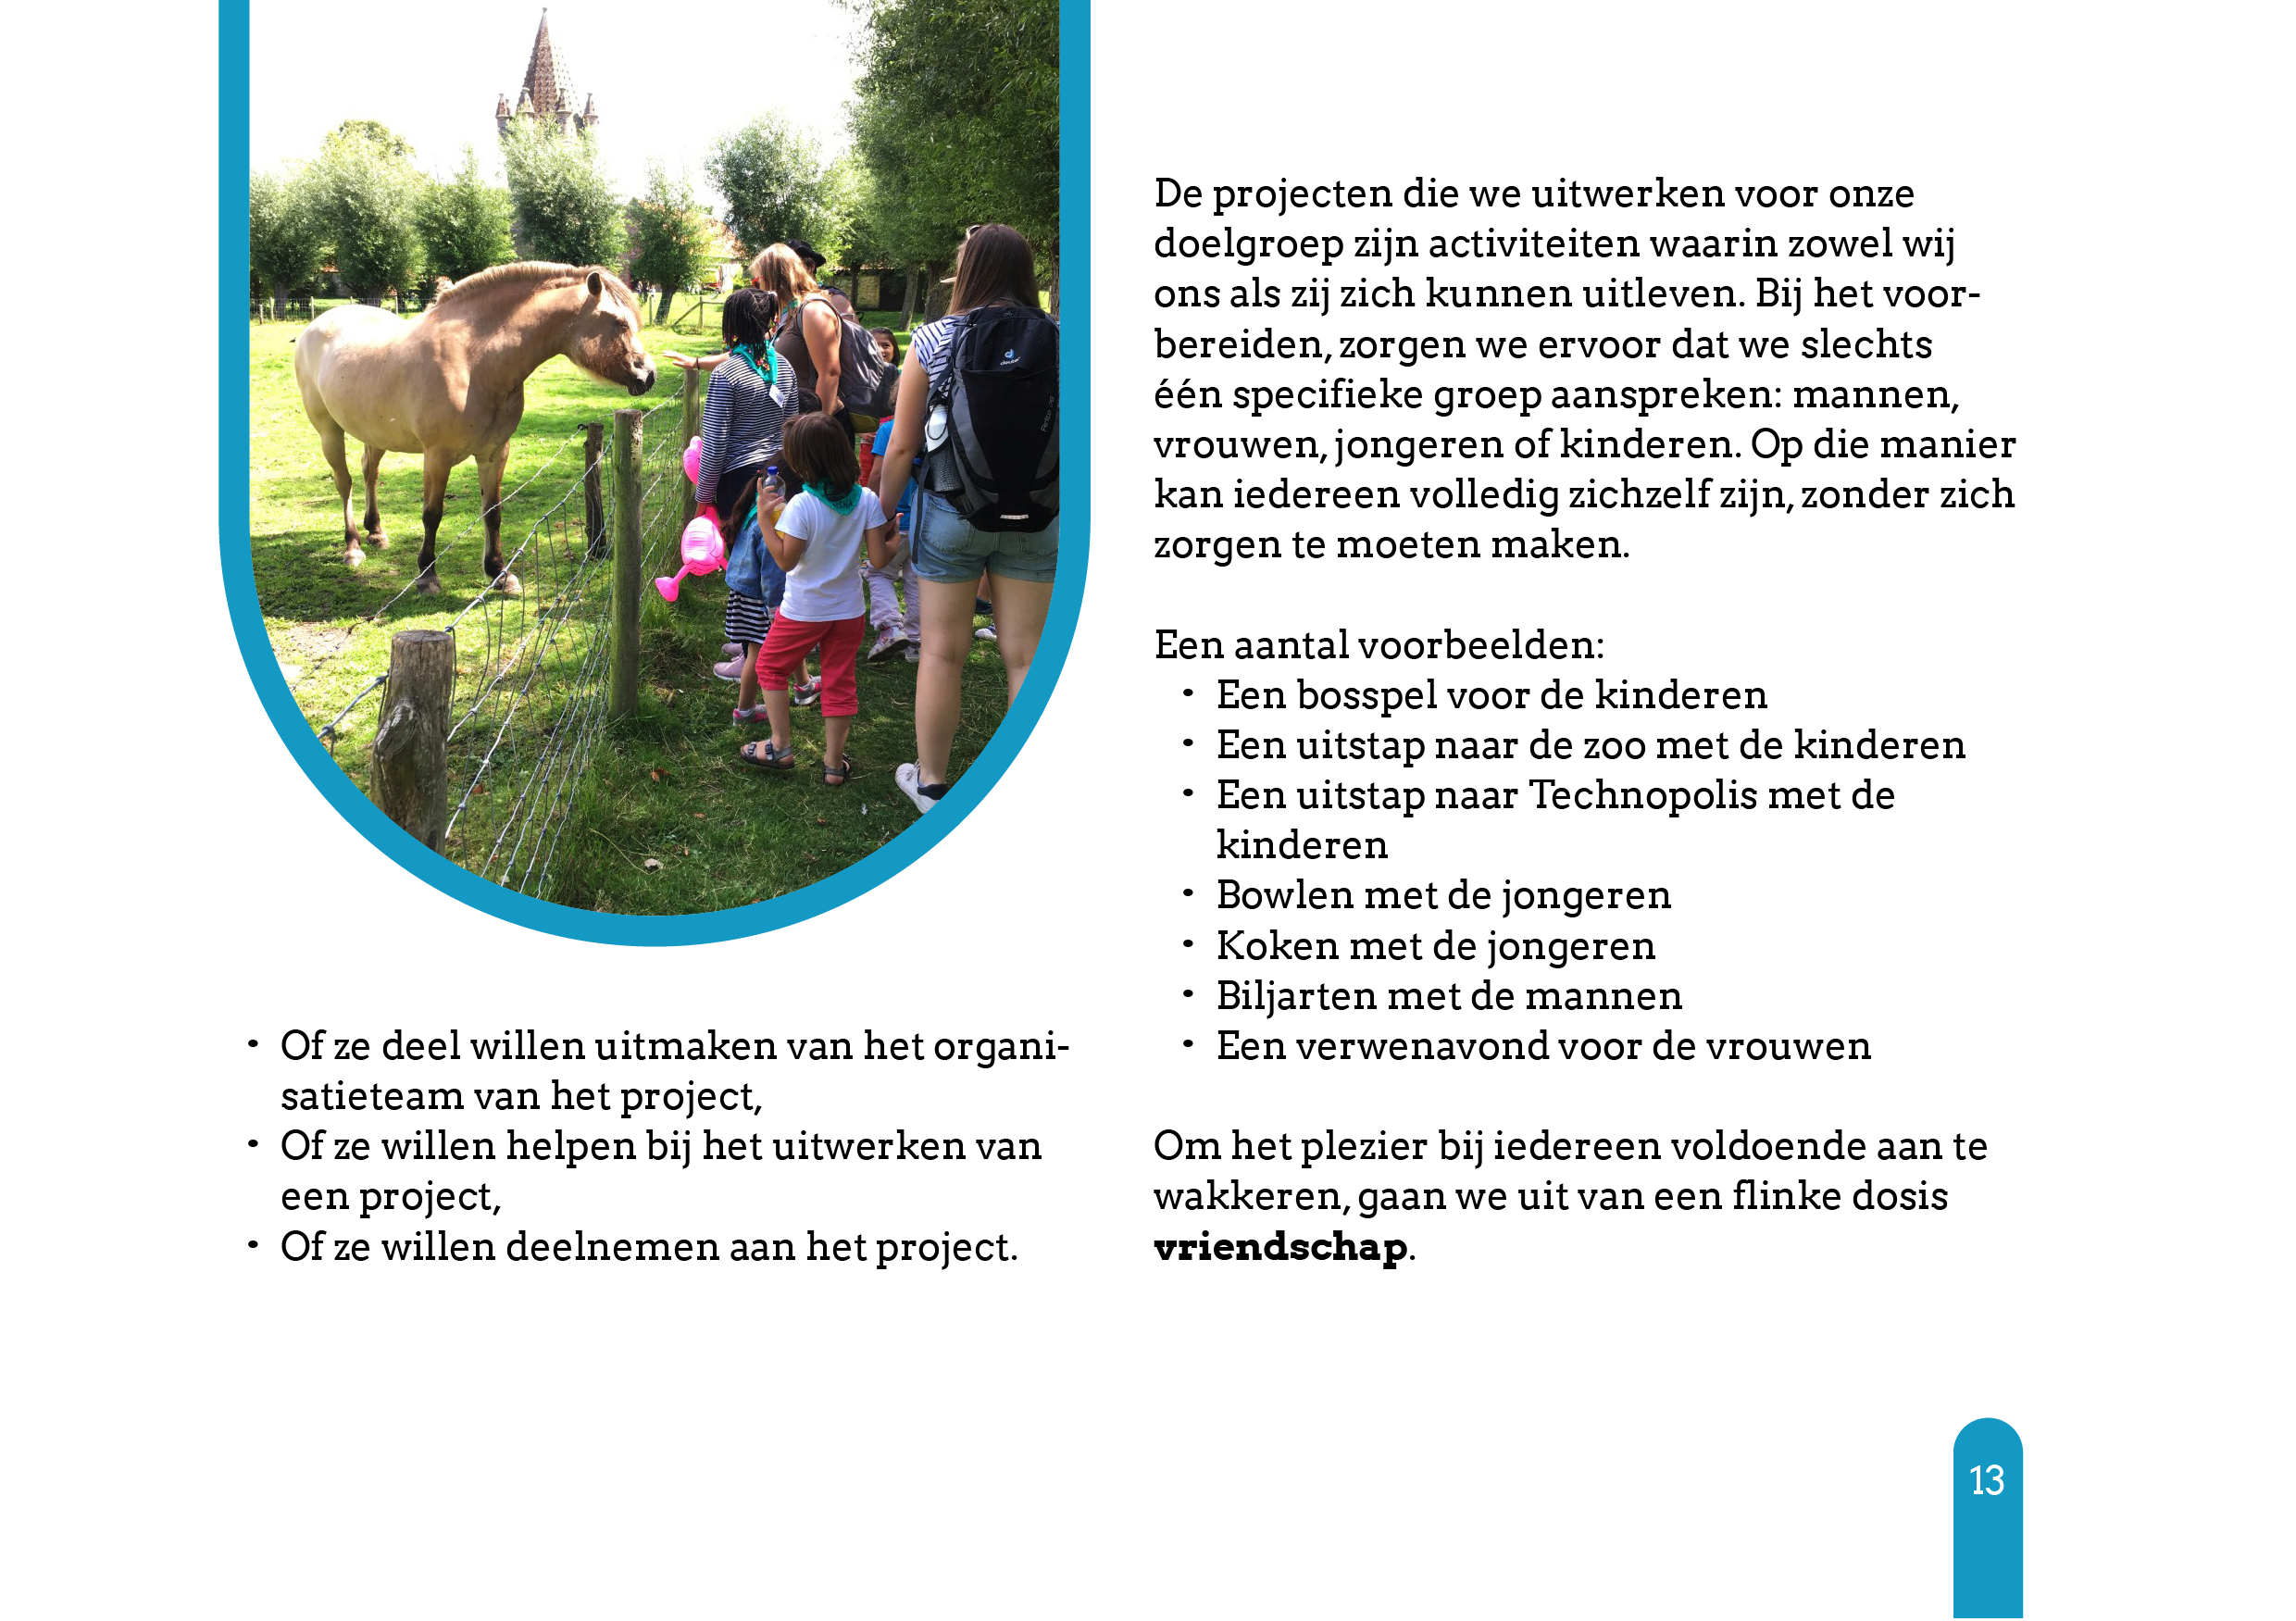 Of ze deel willen uitmaken van het organi-
satieteam van het project,
Of ze willen helpen bij het uitwerken van
een project,
Of ze willen deelnemen aan het project.
De projecten die we uitwerken voor onze
doelgroep zijn activiteiten waarin zowel wij
ons als zij zich kunnen uitleven. Bij het voor-
bereiden, zorgen we ervoor dat we slechts
één specifieke groep aanspreken: mannen,
vrouwen, jongeren of kinderen. Op die manier
kan iedereen volledig zichzelf zijn, zonder zich
zorgen te moeten maken.
Een aantal voorbeelden:
• Een bosspel voor de kinderen
• Een uitstap naar de zoo met de kinderen
• Een uitstap naar Technopolis met de
kinderen
• Bowlen met de jongeren
• Koken met de jongeren
• Biljarten met de mannen
• Een verwenavond voor de vrouwen
Om het plezier bij iedereen voldoende aan te
wakkeren, gaan we uit van een flinke dosis
vriendschap.
13